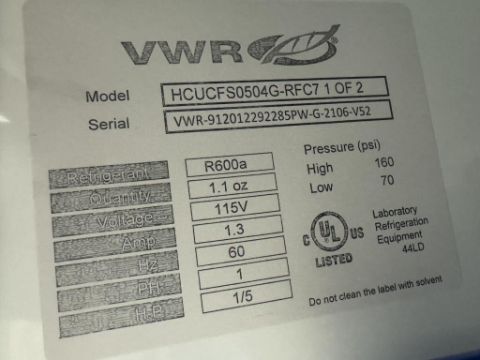 VWR
Model HCUCFS0504G-RFC7 1 OF 2
Serial VWR-912012292285PW-G-2106-V52
Refrigerant R600a
Quantity 1.1 oz
Voltage 115V
Amp 1.3
Hz 60
PH 1
H.P. 1/5
Pressure (psi)
High 160
Low 70
C UL US
LISTED
Laboratory
Refrigeration
Equipment
44LD
Do not clean the label with solvent